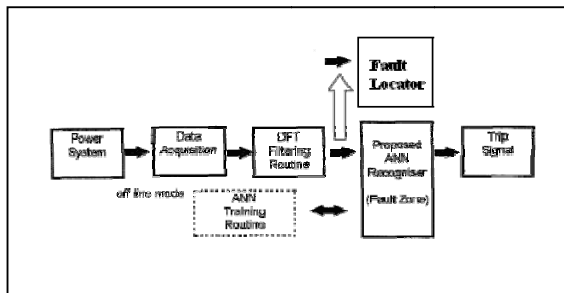 Fault
Locator
Power
System
Data
Acquisition
DFT
Filtering
Routine
Proposed
ANN
Recogniser
(Fault Zone)
Trip
Signal
off line mode
ANN
Training
Routine